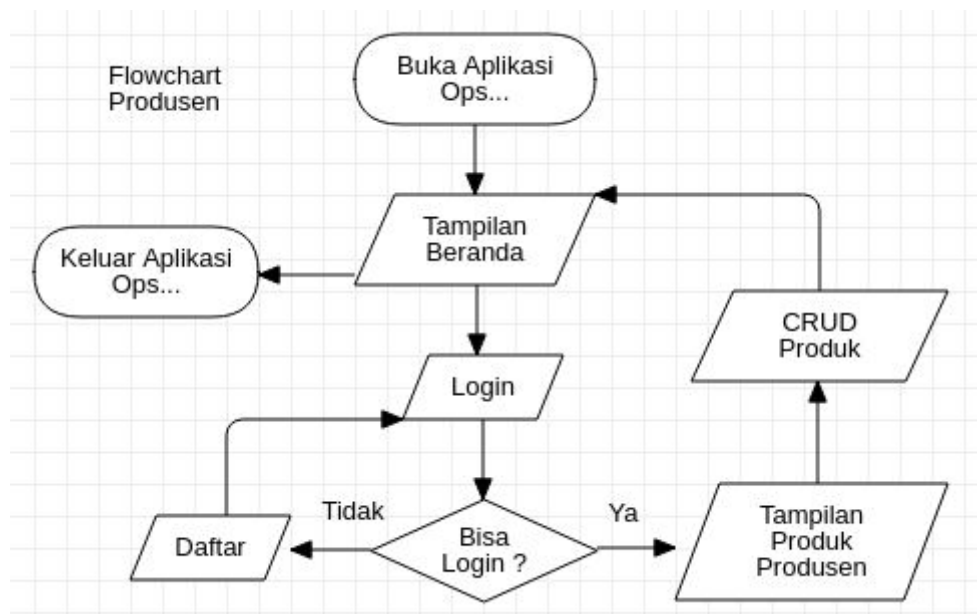 Flowchart
Produsen
Buka Aplikasi
Ops...
Tampilan
Beranda
Keluar Aplikasi
Ops...
CRUD
Produk
Login
Tidak
Ya
Daftar
Bisa
Login ?
Tampilan
Produk
Produsen